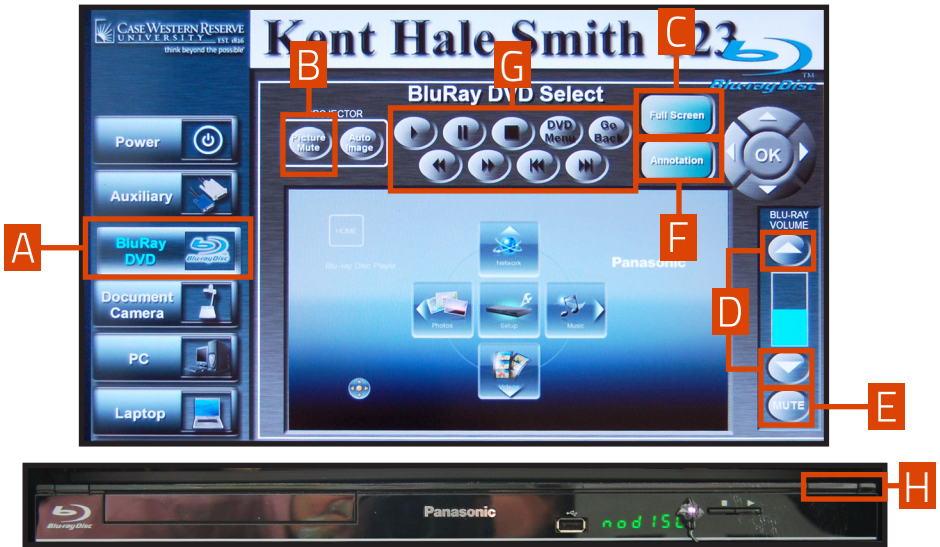 CASE WESTERN RESERVE
UNIVERSITY EST. 1826
think beyond the possible
Kent Hale Smith 23
Blu-ray Disc
TM
BluRay DVD Select
A
B
C
D
E
F
G
H
PROJECTOR
Picture
Mute
Auto
Image
DVD
Menu
Go
Back
Full Screen
Annotation
OK
Power
Auxiliary
BluRay
DVD
Blu-ray Disc
Document
Camera
PC
Laptop
HOME
Blu-ray Disc Player
Network
Panasonic
Photos
Setup
Music
Videos
BLU-RAY
VOLUME
MUTE
Blu-ray Disc
Panasonic
nodISC